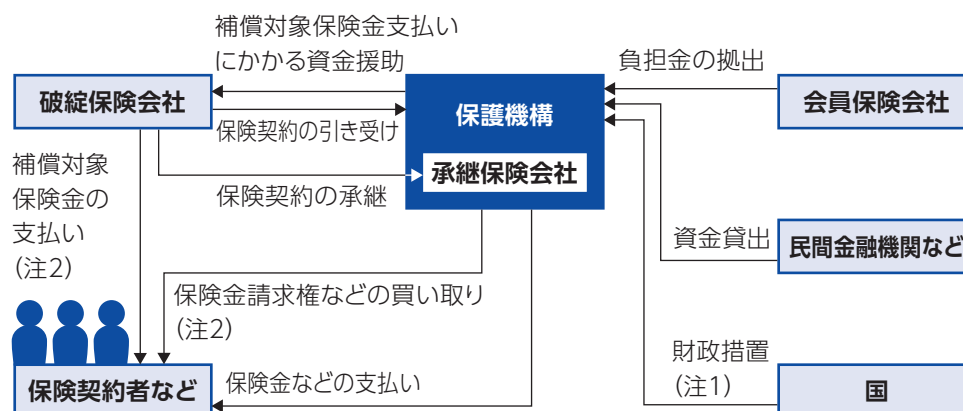 補償対象保険金支払い
にかかる資金援助
負担金の拠出
破綻保険会社
保護機構
会員保険会社
保険契約の引き受け
補償対象
保険金の
支払い
(注2)
承継保険会社
保険契約の承継
資金貸出
民間金融機関など
保険金請求権などの買い取り
(注2)
財政措置
(注1)
保険契約者など
保険金などの支払い
国